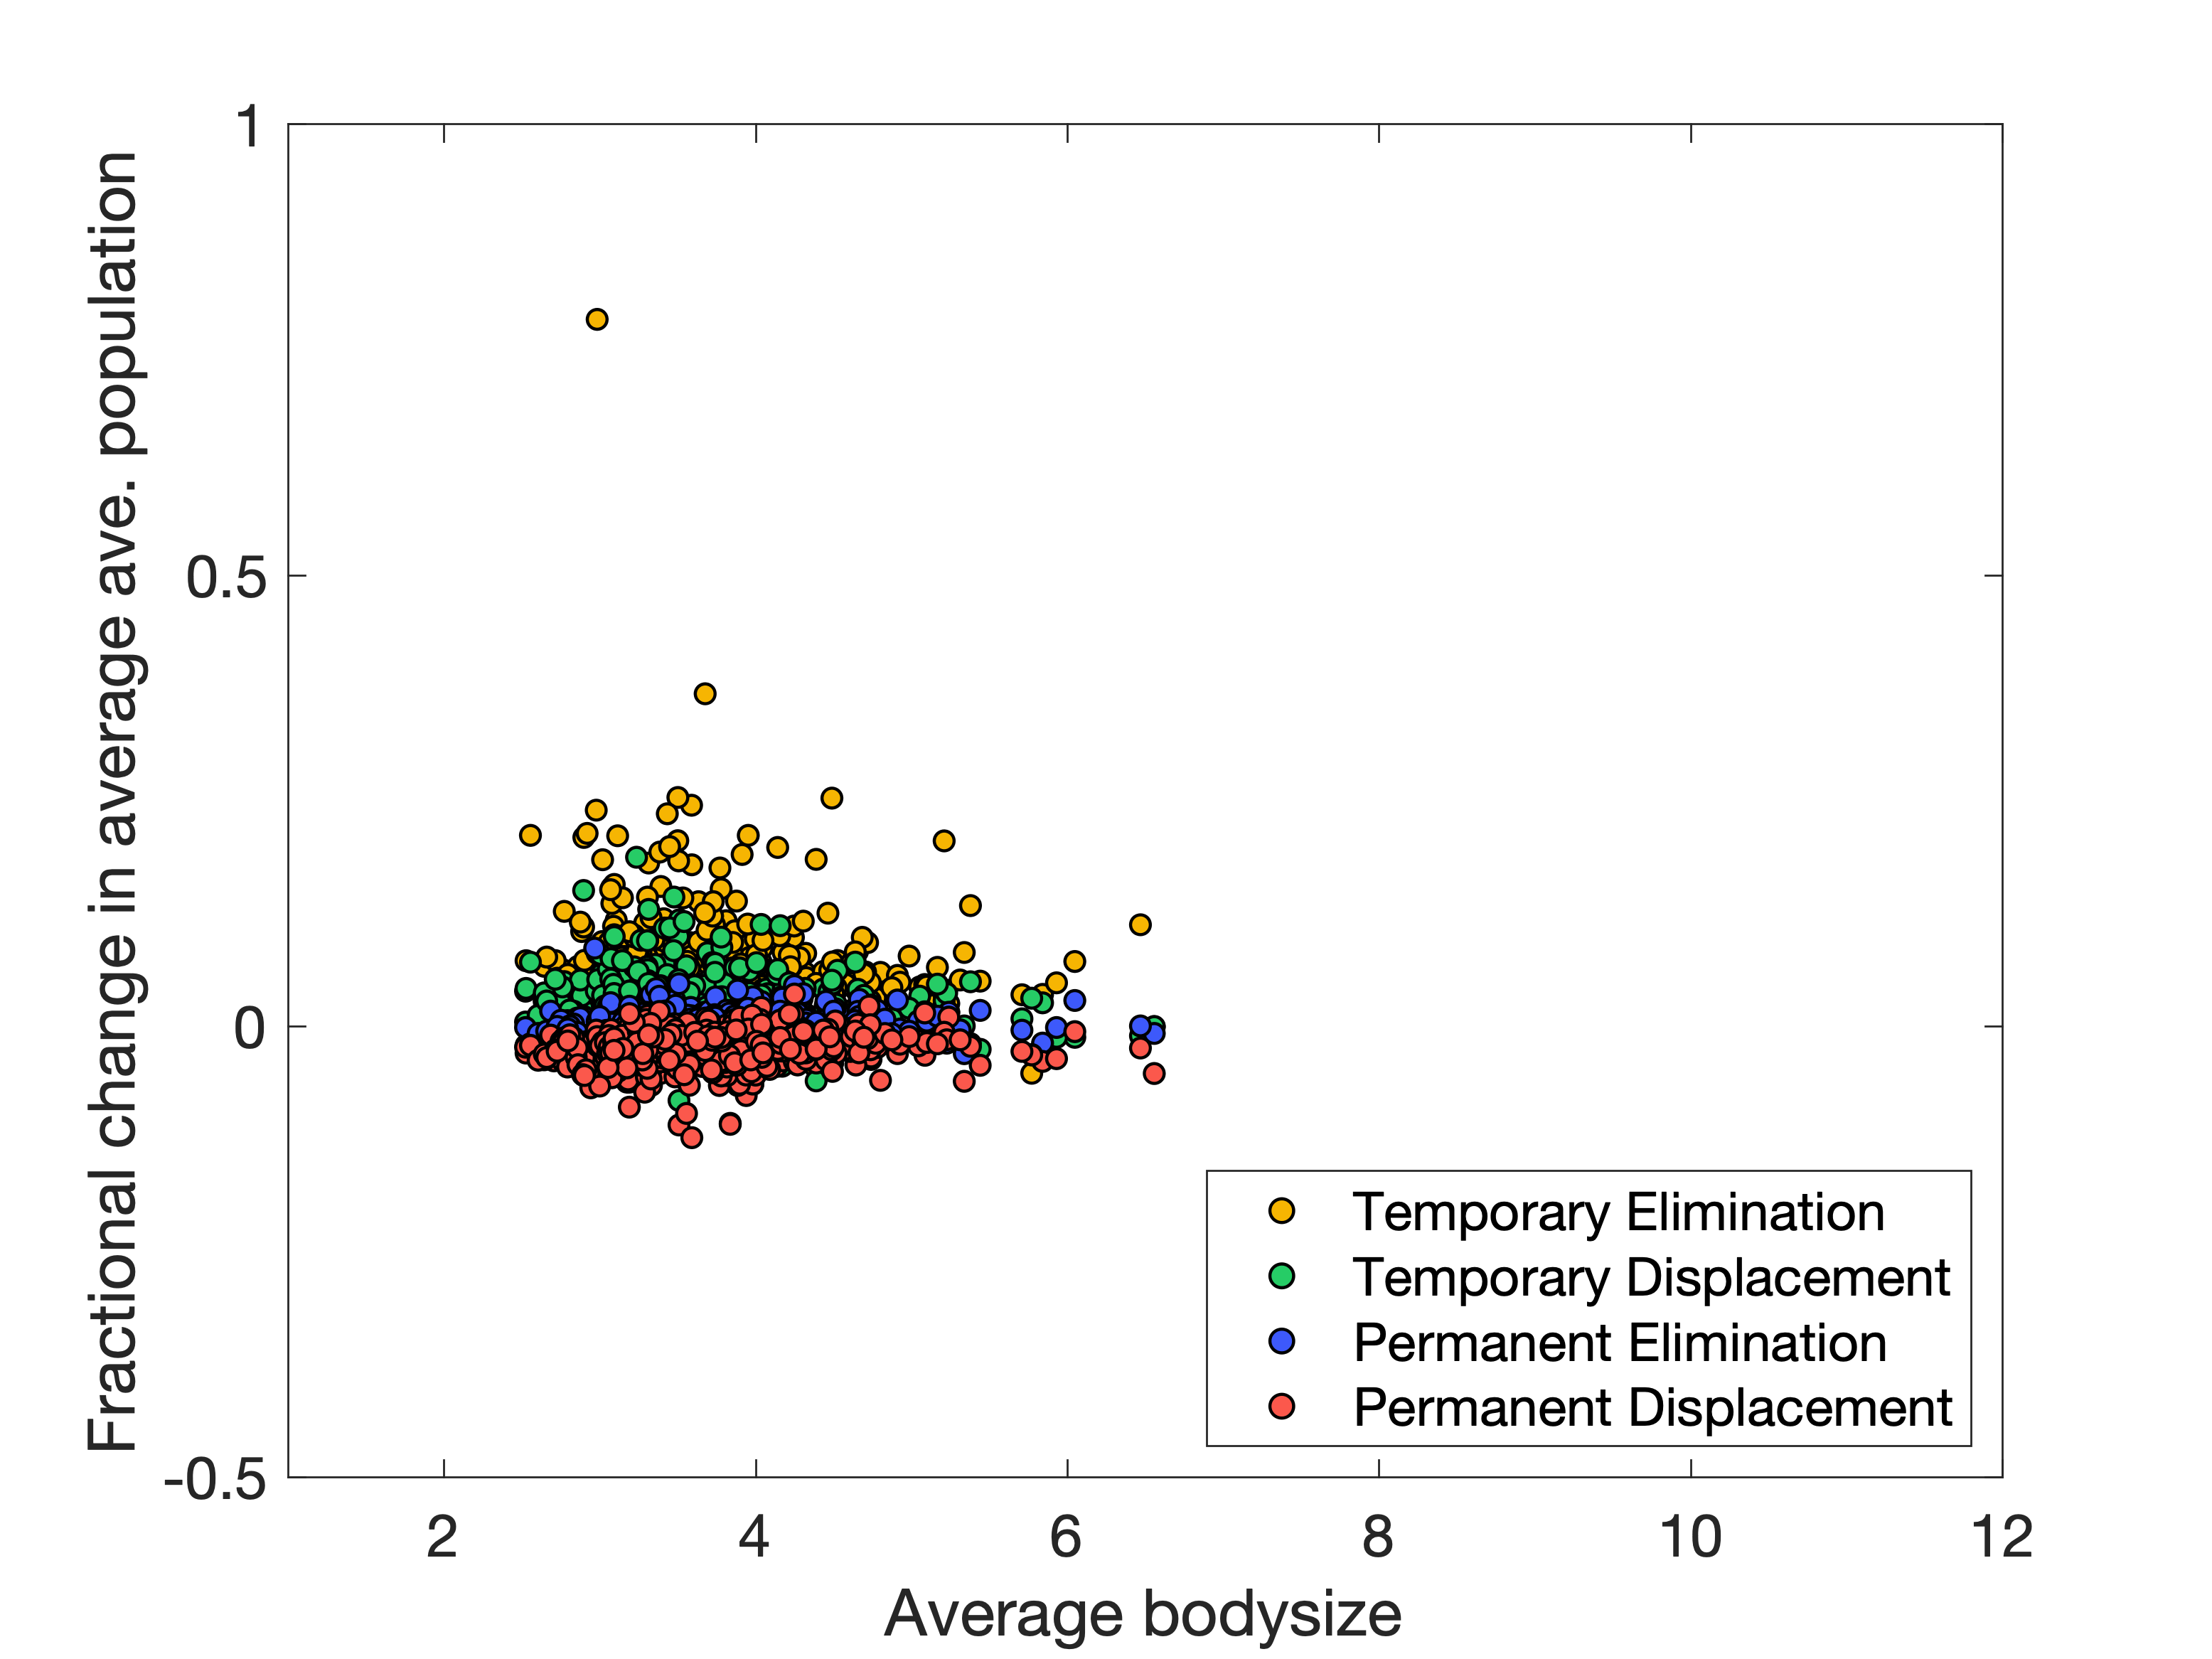 Fractional change in average ave. population
1
0.5
0
-0.5
2 4 6 8 10 12
Average bodysize
Temporary Elimination
Temporary Displacement
Permanent Elimination
Permanent Displacement